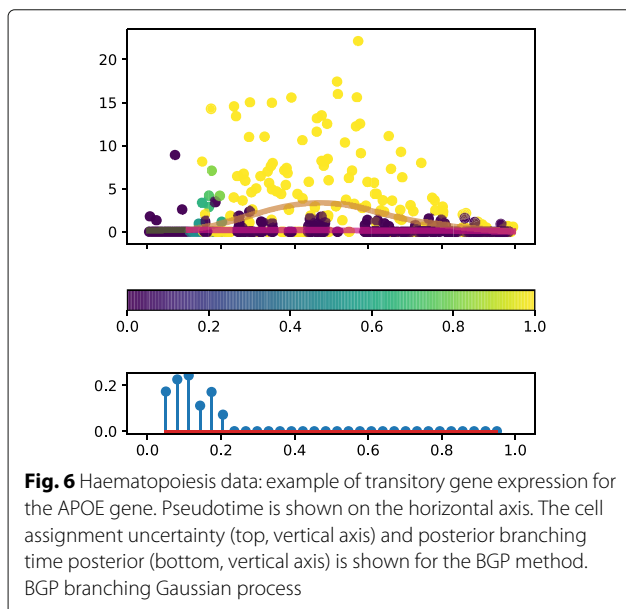 20
15
10
5
0
0.0 0.2 0.4 0.6 0.8 1.0
0.2
0.0
0.0 0.2 0.4 0.6 0.8 1.0
Fig. 6 Haematopoiesis data: example of transitory gene expression for
the APOE gene. Pseudotime is shown on the horizontal axis. The cell
assignment uncertainty (top, vertical axis) and posterior branching
time posterior (bottom, vertical axis) is shown for the BGP method.
BGP branching Gaussian process